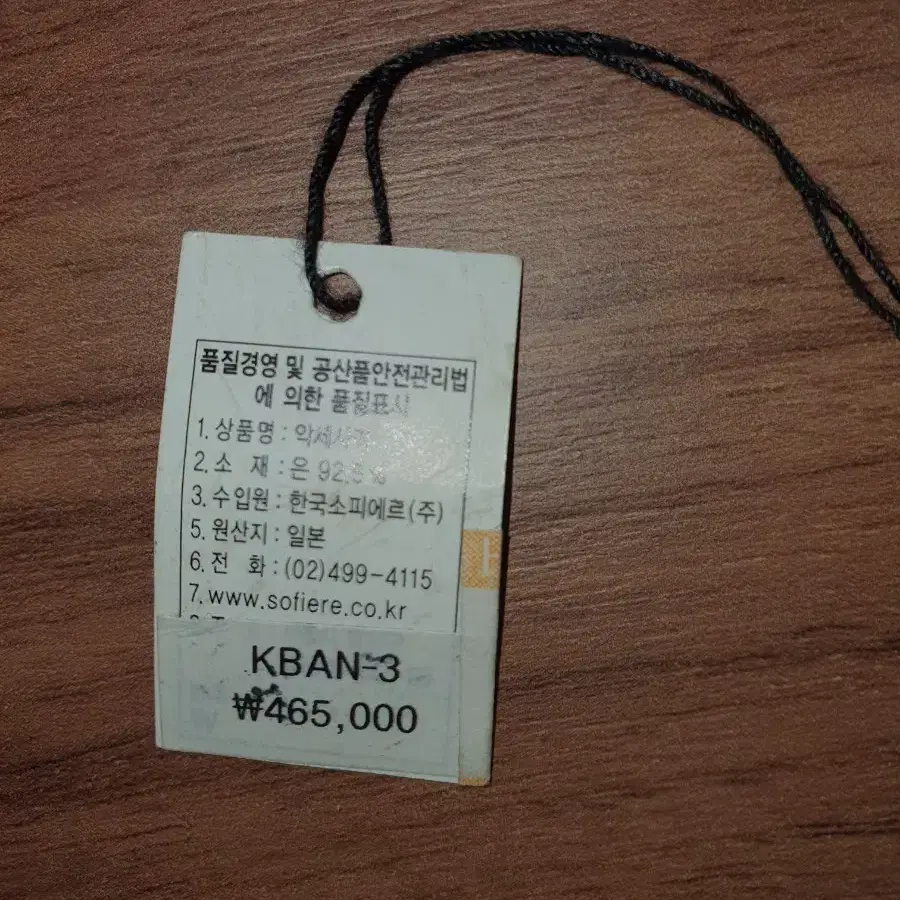 품질경영 및 공산품안전관리법
에 의한 품질표시
1. 상품명 : 악세사리
2. 소 재 : 은 92.5%
3. 수입원 : 한국소피에르(주)
5. 원산지 : 일본
6. 전 화 : (02)499-4115
7. www.sofiere.co.kr
KBAN-3
₩465,000